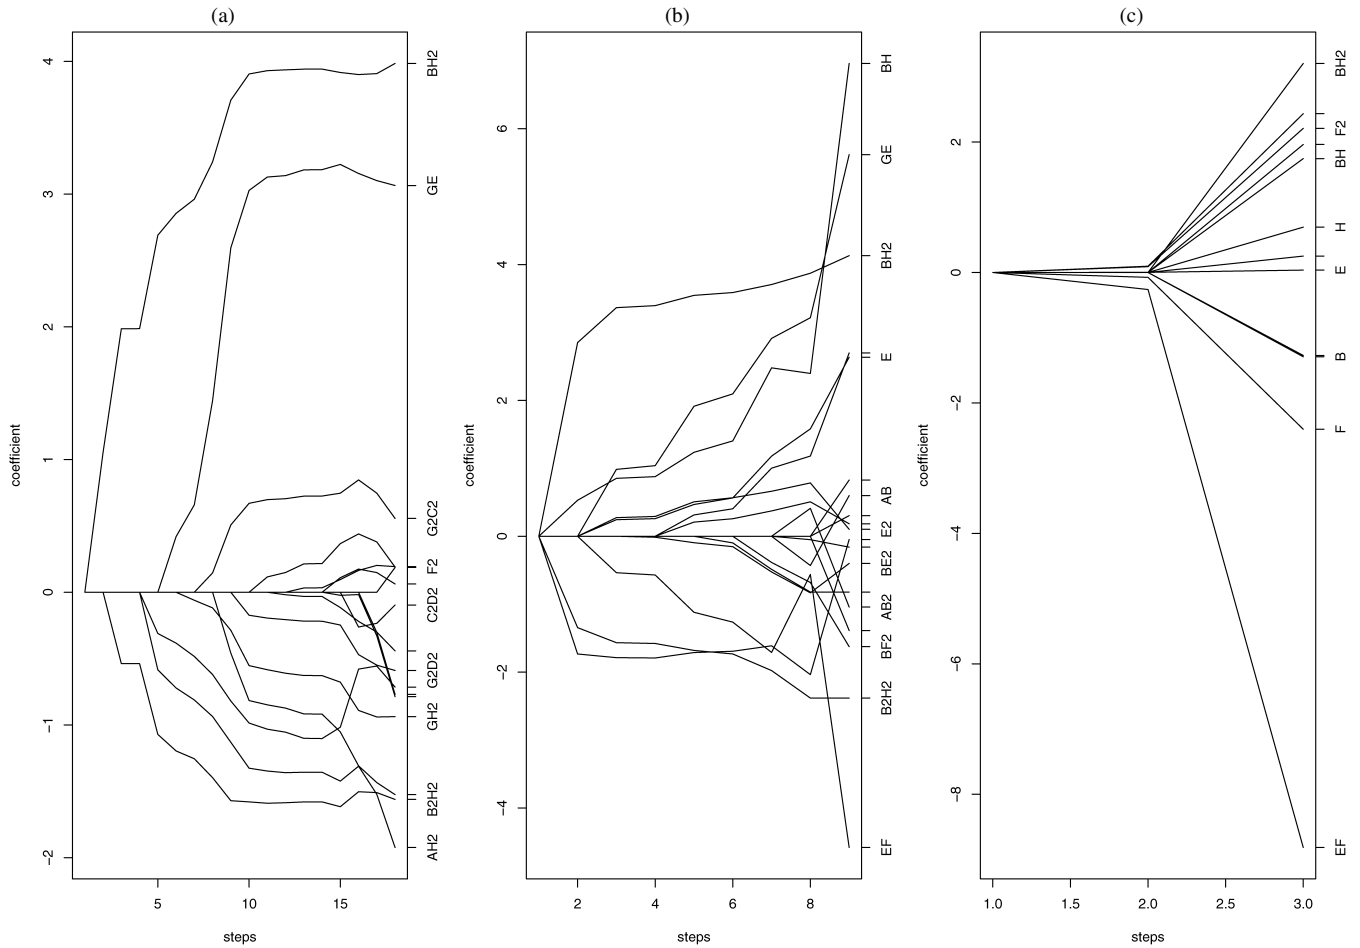 (a)
4
3
2
1
0
−1
−2
coefficient
5
10
15
steps
BH2
GE
G2C2
F2
C2D2
G2D2
GH2
B2H2
AH2
(b)
6
4
2
0
−2
−4
coefficient
2
4
6
8
steps
BH
GE
BH2
E
AB
E2
BE2
AB2
BF2
B2H2
EF
(c)
2
0
−2
−4
−6
−8
coefficient
1.0
1.5
2.0
2.5
3.0
steps
BH2
F2
BH
H
E
B
F
EF